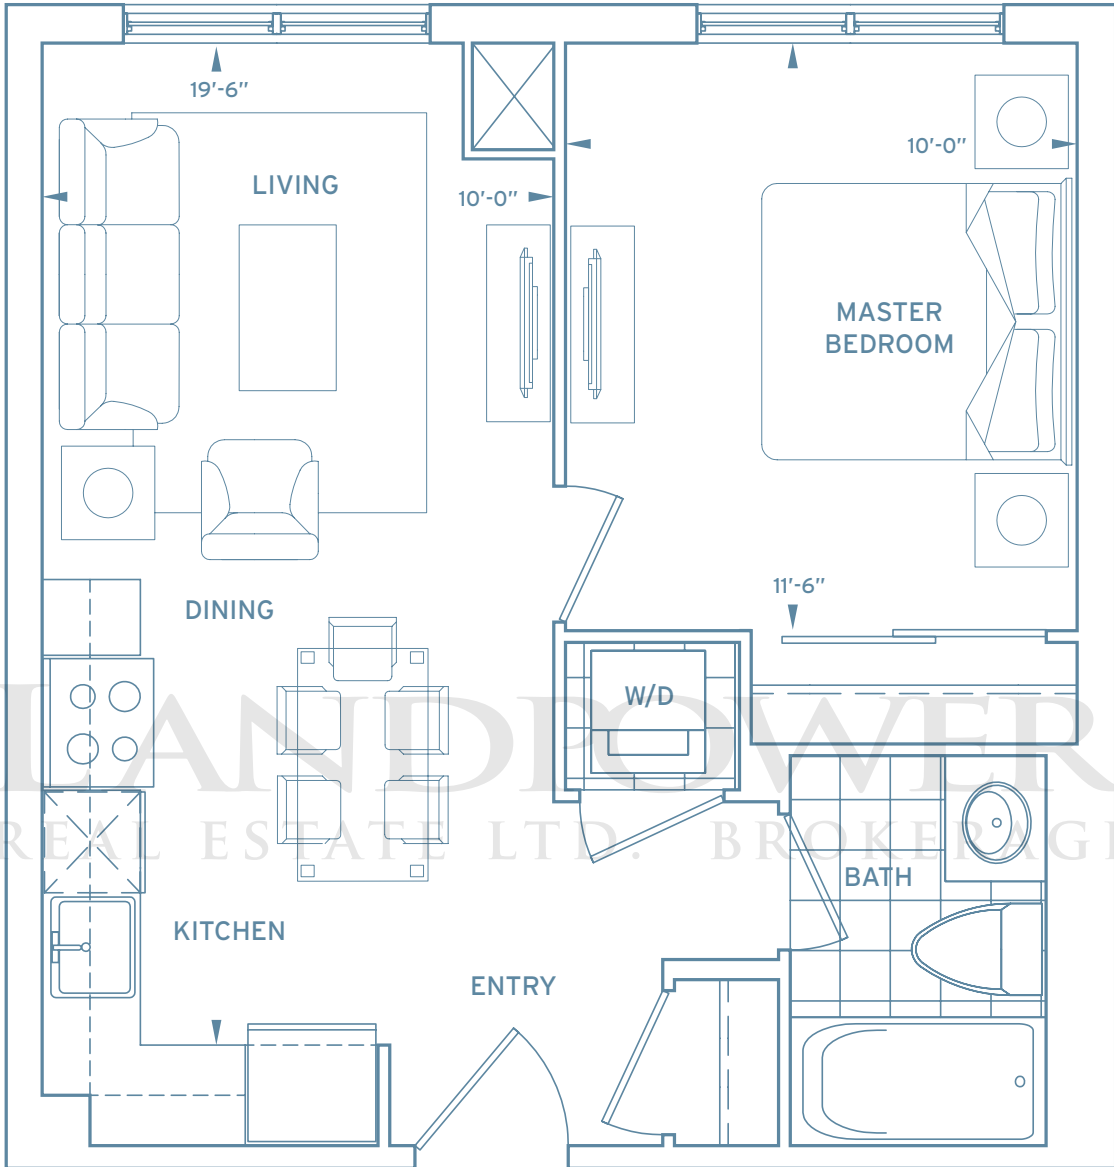 19'-6"
LIVING
10'-0"
10'-0"
MASTER
BEDROOM
11'-6"
DINING
W/D
LANDPOWER
REAL ESTATE LTD. BROKERAGE
BATH
KITCHEN
ENTRY